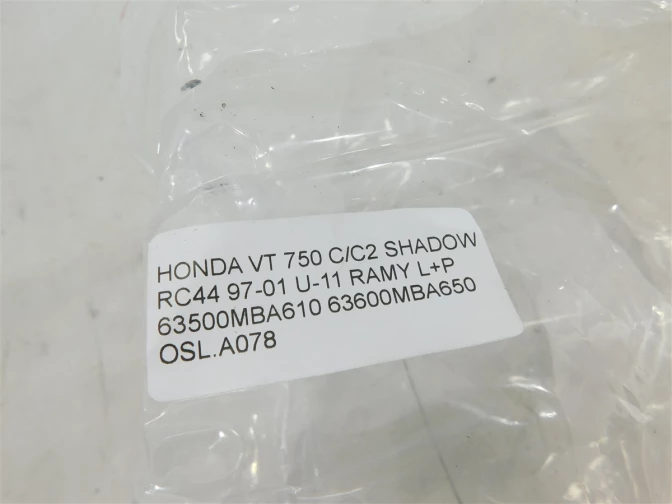 HONDA VT 750 C/C2 SHADOW
RC44 97-01 U-11 RAMY L+P
63500MBA610 63600MBA650
OSL.A078